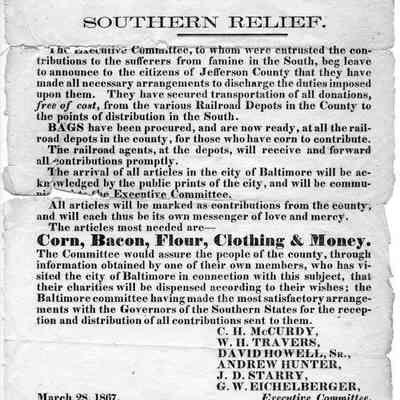 SOUTHERN RELIEF.
The Executive Committee, to whom were entrusted the con-
tributions to the sufferers from famine in the South, beg leave
to announce to the citizens of Jefferson County that they have
made all necessary arrangements to discharge the duties imposed
upon them. They have secured transportation of all donations,
free of cost, from the various Railroad Depots in the County to
the points of distribution in the South.
BAGS have been procured, and are now ready, at all the rail-
road depots in the county, for those who have corn to contribute.
The railroad agents, at the depots, will receive and forward
all contributions promptly.
The arrival of all articles in the city of Baltimore will be ac-
knowledged by the public prints of the city, and will be commu-
the Executive Committee.
All articles will be marked as contributions from the county,
and will each thus be its own messenger of love and mercy.
The articles most needed are—
Corn, Bacon, Flour, Clothing & Money.
The Committee would assure the people of the county, through
information obtained by one of their own members, who has vi-
sited the city of Baltimore in connection with this subject, that
their charities will be dispensed according to their wishes; the
Baltimore committee having made the most satisfactory arrange-
ments with the Governors of the Southern States for the recep-
tion and distribution of all contributions sent to them.
C. H. McCURDY,
W. H. TRAVERS,
DAVID HOWELL, SR.,
ANDREW HUNTER,
J. D. STARRY,
G. W. EICHELBERGER,
March 28, 1867. Executive Committee.